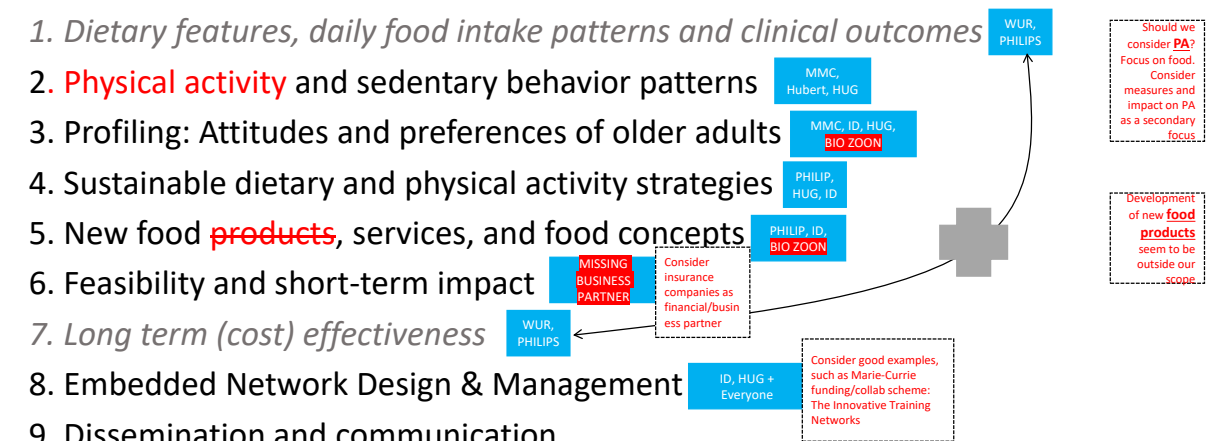 1. Dietary features, daily food intake patterns and clinical outcomes
WUR,
PHILIPS
Should we
consider PA?
Focus on food.
Consider
measures and
impact on PA
as a secondary
focus
2. Physical activity and sedentary behavior patterns
MMC,
Hubert, HUG
3. Profiling: Attitudes and preferences of older adults
MMC, ID, HUG,
BIO ZOON
4. Sustainable dietary and physical activity strategies
PHILIP,
HUG, ID
Development
of new food
products
seem to be
outside our
scope
5. New food products, services, and food concepts
PHILIP, ID,
BIO ZOON
6. Feasibility and short-term impact
MISSING
BUSINESS
PARTNER
Consider
insurance
companies as
financial/busin
ess partner
7. Long term (cost) effectiveness
WUR,
PHILIPS
8. Embedded Network Design & Management
ID, HUG +
Everyone
Consider good examples,
such as Marie-Currie
funding/collab scheme:
The Innovative Training
Networks
9. Dissemination and communication